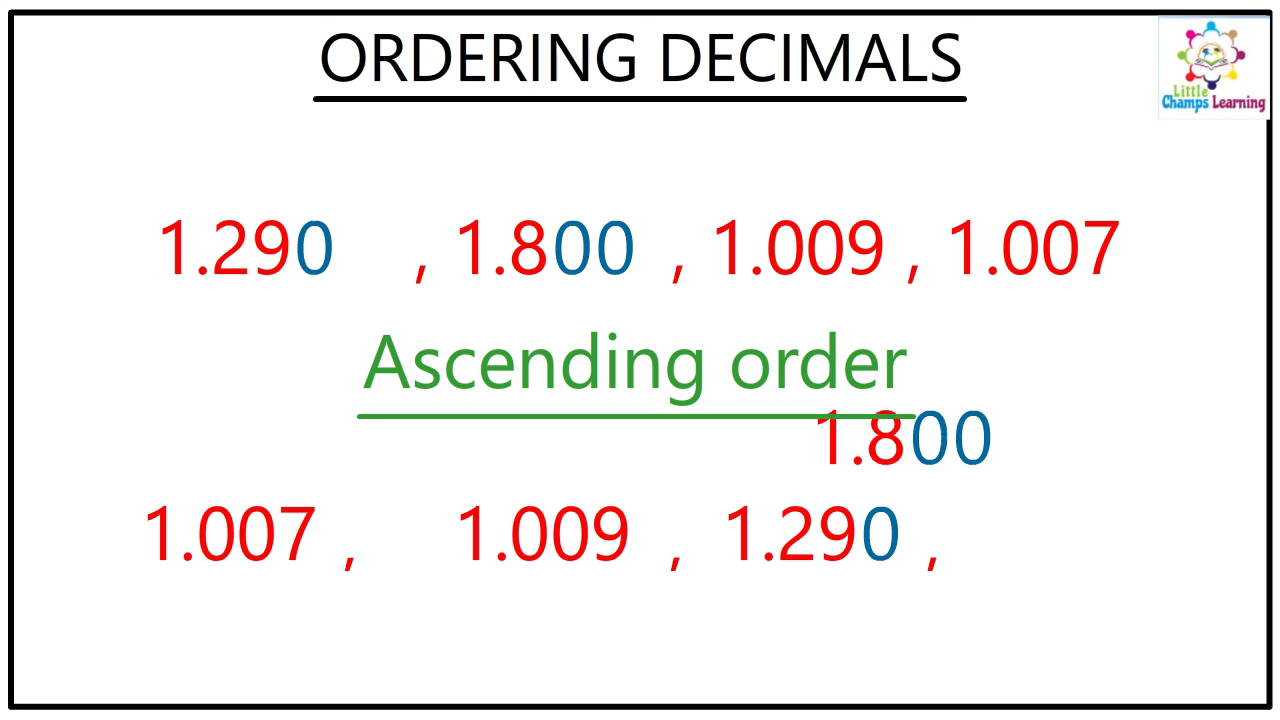 ORDERING DECIMALS
Little
Champs Learning
1.290 , 1.800 , 1.009 , 1.007
Ascending order
1.800
1.007 , 1.009 , 1.290 ,